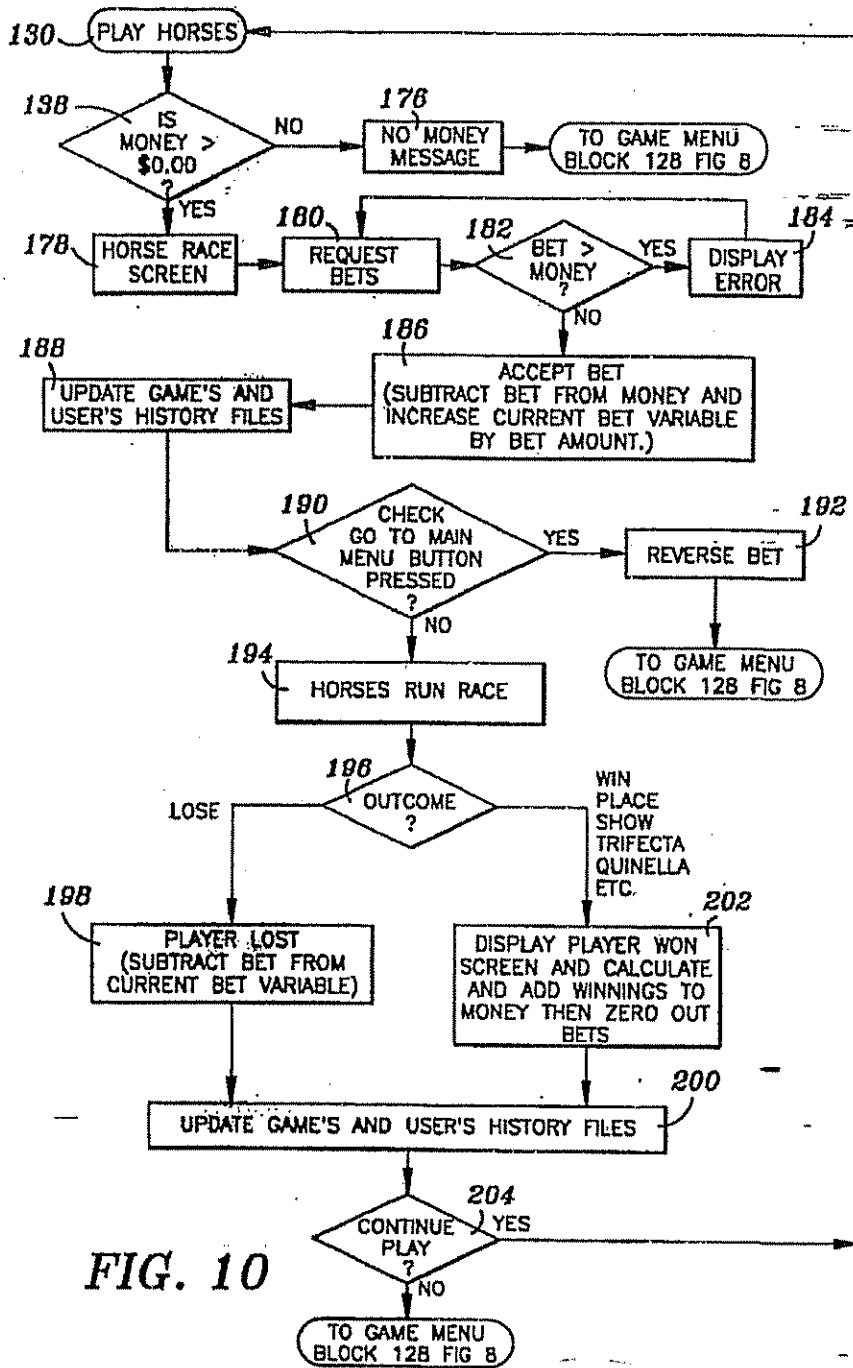 130
PLAY HORSES
138
IS
MONEY >
$0.00
?
NO
YES
176
NO MONEY
MESSAGE
TO GAME MENU
BLOCK 128 FIG 8
178
HORSE RACE
SCREEN
180
REQUEST
BETS
182
BET >
MONEY
?
YES
NO
184
DISPLAY
ERROR
186
ACCEPT BET
(SUBTRACT BET FROM MONEY AND
INCREASE CURRENT BET VARIABLE
BY BET AMOUNT.)
188
UPDATE GAME'S AND
USER'S HISTORY FILES
190
CHECK
GO TO MAIN
MENU BUTTON
PRESSED
?
YES
NO
192
REVERSE BET
TO GAME MENU
BLOCK 128 FIG 8
194
HORSES RUN RACE
196
OUTCOME
?
LOSE
WIN
PLACE
SHOW
TRIFECTA
QUINELLA
ETC.
198
PLAYER LOST
(SUBTRACT BET FROM
CURRENT BET VARIABLE)
202
DISPLAY PLAYER WON
SCREEN AND CALCULATE
AND ADD WINNINGS TO
MONEY THEN ZERO OUT
BETS
200
UPDATE GAME'S AND USER'S HISTORY FILES
204
CONTINUE
PLAY
?
YES
NO
FIG. 10
TO GAME MENU
BLOCK 128 FIG 8